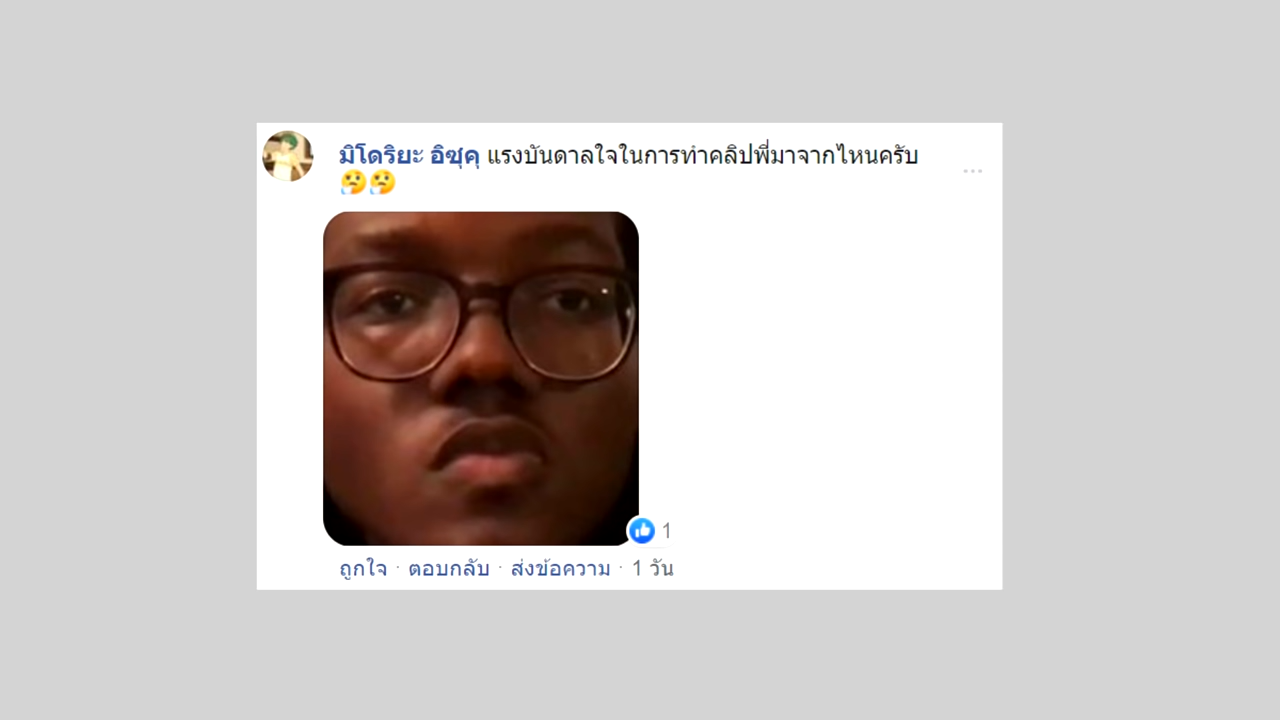 มิโดริยะ อิซุคุ แรงบันดาลใจในการทำคลิปพี่มาจากไหนครับ
🤔🤔
1
ถูกใจ · ตอบกลับ · ส่งข้อความ · 1 วัน